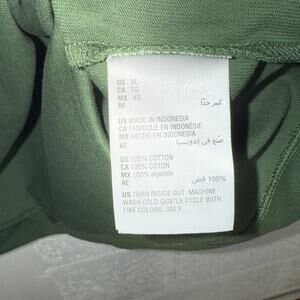 US XL
CA TG
MX XG
AE كبير جدًا
US MADE IN INDONESIA
CA FABRIQUÉ EN INDONÉSIE
MX HECHO EN INDONESIA
AE صنع في إندونيسيا
US 100% COTTON
CA 100% COTON
MX 100% algodón
AE 100% قطن
US TURN INSIDE OUT. MACHINE
WASH COLD GENTLE CYCLE WITH
LIKE COLORS. ONLY